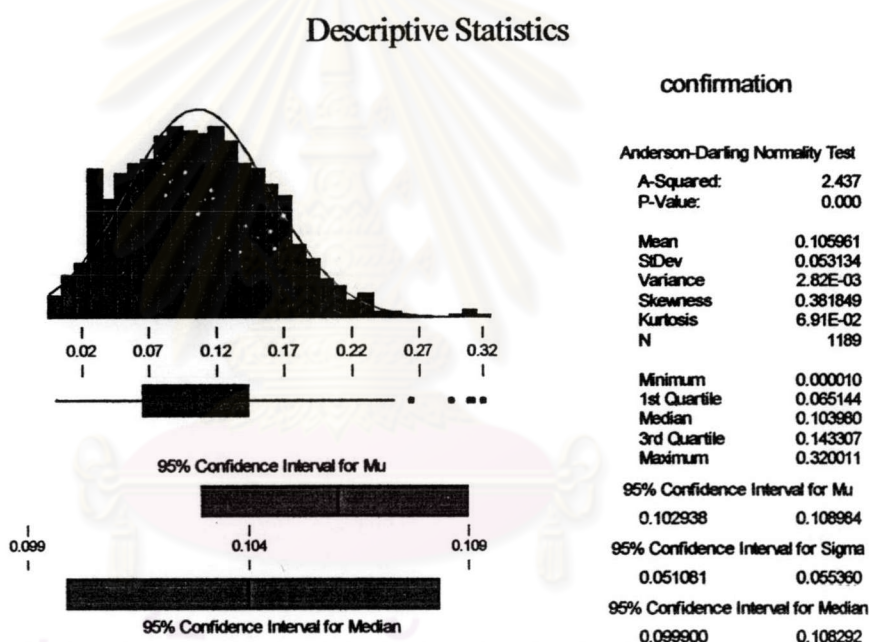 Descriptive Statistics
confirmation
Anderson-Darling Normality Test
A-Squared: 2.437
P-Value: 0.000
Mean 0.105961
StDev 0.053134
Variance 2.82E-03
Skewness 0.381849
Kurtosis 6.91E-02
N 1189
Minimum 0.000010
1st Quartile 0.065144
Median 0.103980
3rd Quartile 0.143307
Maximum 0.320011
95% Confidence Interval for Mu
0.102938 0.108984
95% Confidence Interval for Sigma
0.051081 0.055360
95% Confidence Interval for Median
0.099900 0.108292
0.02 0.07 0.12 0.17 0.22 0.27 0.32
95% Confidence Interval for Mu
0.099 0.104 0.109
95% Confidence Interval for Median